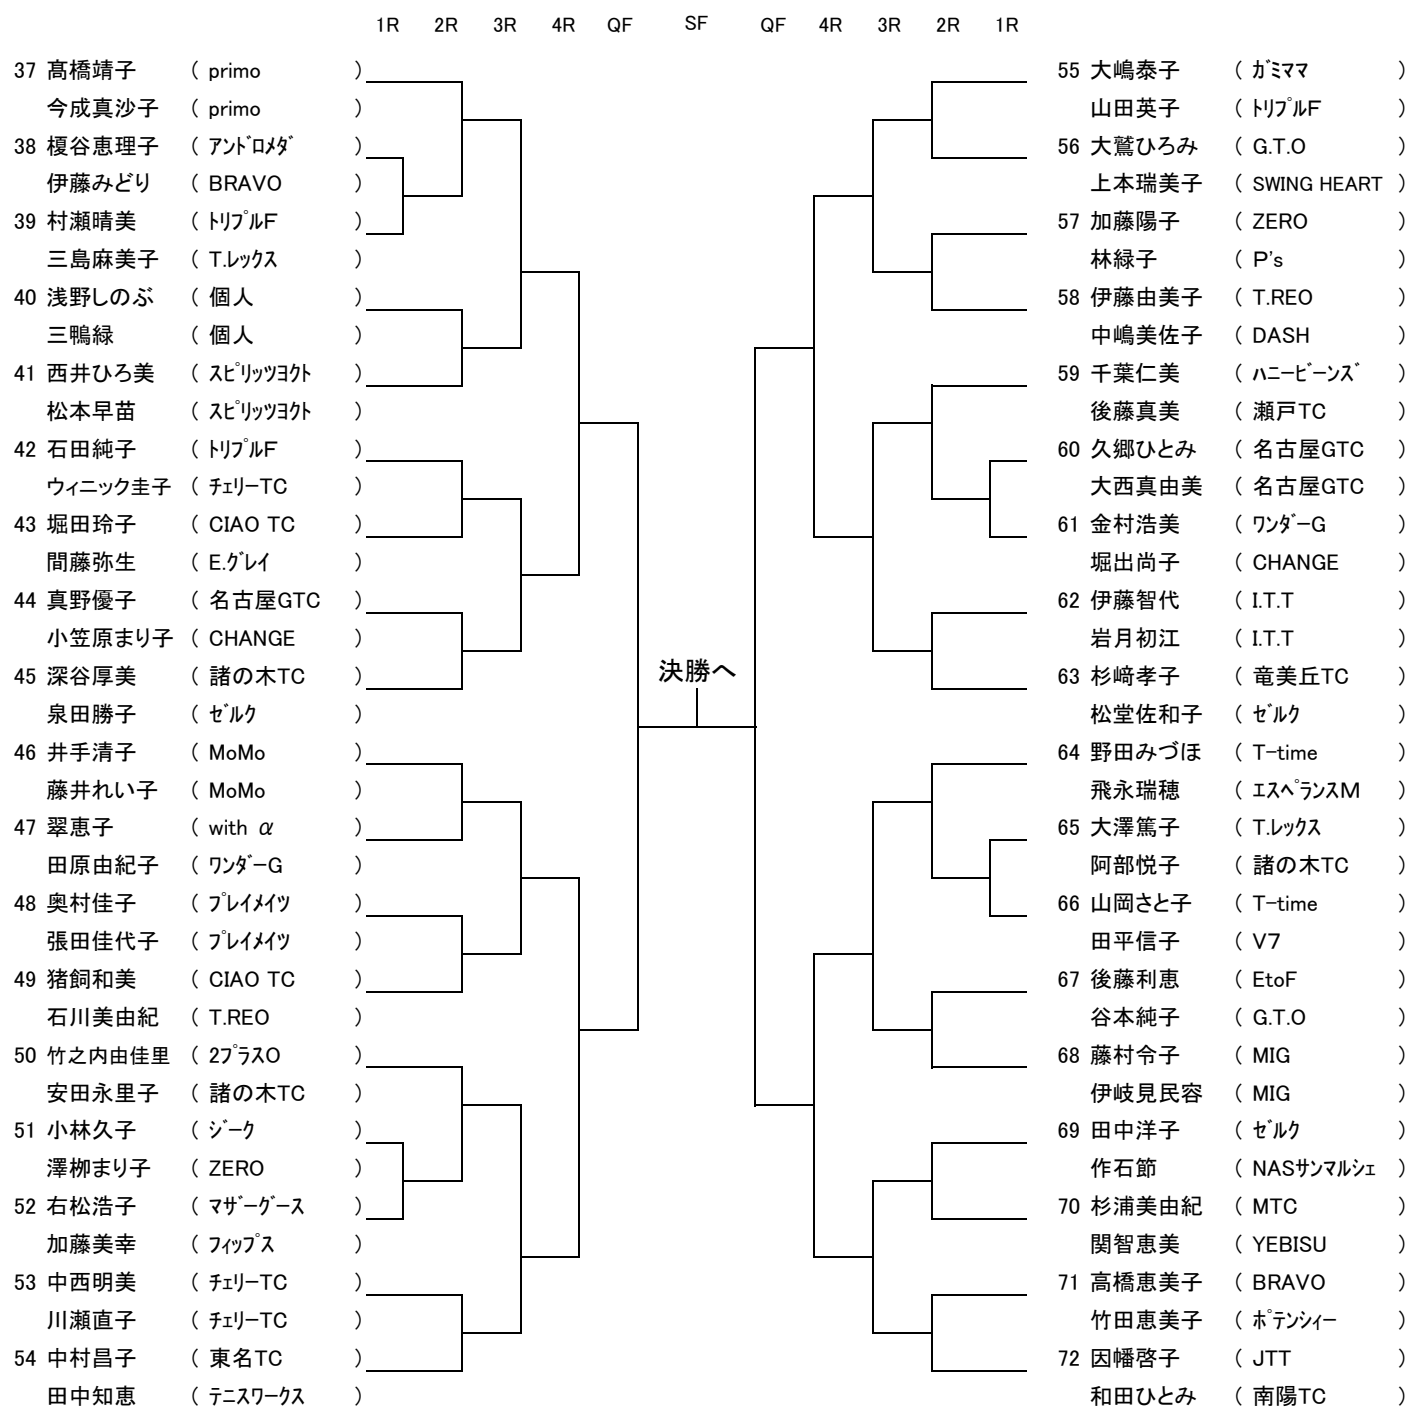 1R 2R 3R 4R QF SF QF 4R 3R 2R 1R
37 髙橋靖子 ( primo )
今成真沙子 ( primo )
38 榎谷恵理子 ( ｱﾝﾄﾞﾛﾒﾀﾞ )
伊藤みどり ( BRAVO )
39 村瀬晴美 ( ﾄﾘﾌﾟﾙF )
三島麻美子 ( T.ﾚｯｸｽ )
40 浅野しのぶ ( 個人 )
三鴨緑 ( 個人 )
41 西井ひろ美 ( ｽﾋﾟﾘｯﾂﾖｸﾄ )
松本早苗 ( ｽﾋﾟﾘｯﾂﾖｸﾄ )
42 石田純子 ( ﾄﾘﾌﾟﾙF )
ウィニック圭子 ( ﾁｪﾘｰTC )
43 堀田玲子 ( CIAO TC )
間藤弥生 ( E.ｸﾞﾚｲ )
44 真野優子 ( 名古屋GTC )
小笠原まり子 ( CHANGE )
45 深谷厚美 ( 諸の木TC )
泉田勝子 ( ｾﾞﾙｸ )
46 井手清子 ( MoMo )
藤井れい子 ( MoMo )
47 翠恵子 ( with α )
田原由紀子 ( ﾜﾝﾀﾞｰG )
48 奥村佳子 ( ﾌﾟﾚｲﾒｲﾂ )
張田佳代子 ( ﾌﾟﾚｲﾒｲﾂ )
49 猪飼和美 ( CIAO TC )
石川美由紀 ( T.REO )
50 竹之内由佳里 ( 2ﾌﾟﾗｽO )
安田永里子 ( 諸の木TC )
51 小林久子 ( ｼﾞｰｸ )
澤栁まり子 ( ZERO )
52 右松浩子 ( ﾏｻﾞｰｸﾞｰｽ )
加藤美幸 ( ﾌｨｯﾌﾟｽ )
53 中西明美 ( ﾁｪﾘｰTC )
川瀬直子 ( ﾁｪﾘｰTC )
54 中村昌子 ( 東名TC )
田中知恵 ( ﾃﾆｽﾜｰｸｽ )
決勝へ
55 大嶋泰子 ( ｶﾞﾐﾏﾏ )
山田英子 ( ﾄﾘﾌﾟﾙF )
56 大鷲ひろみ ( G.T.O )
上本瑞美子 ( SWING HEART )
57 加藤陽子 ( ZERO )
林緑子 ( P's )
58 伊藤由美子 ( T.REO )
中嶋美佐子 ( DASH )
59 千葉仁美 ( ﾊﾆｰﾋﾞｰﾝｽﾞ )
後藤真美 ( 瀬戸TC )
60 久郷ひとみ ( 名古屋GTC )
大西真由美 ( 名古屋GTC )
61 金村浩美 ( ﾜﾝﾀﾞｰG )
堀出尚子 ( CHANGE )
62 伊藤智代 ( I.T.T )
岩月初江 ( I.T.T )
63 杉﨑孝子 ( 竜美丘TC )
松堂佐和子 ( ｾﾞﾙｸ )
64 野田みづほ ( T-time )
飛永瑞穂 ( ｴｽﾍﾟﾗﾝｽM )
65 大澤篤子 ( T.ﾚｯｸｽ )
阿部悦子 ( 諸の木TC )
66 山岡さと子 ( T-time )
田平信子 ( V7 )
67 後藤利恵 ( EtoF )
谷本純子 ( G.T.O )
68 藤村令子 ( MIG )
伊岐見民容 ( MIG )
69 田中洋子 ( ｾﾞﾙｸ )
作石節 ( NASｻﾝﾏﾙｼｪ )
70 杉浦美由紀 ( MTC )
関智恵美 ( YEBISU )
71 高橋恵美子 ( BRAVO )
竹田恵美子 ( ﾎﾟﾃﾝｼｨｰ )
72 因幡啓子 ( JTT )
和田ひとみ ( 南陽TC )